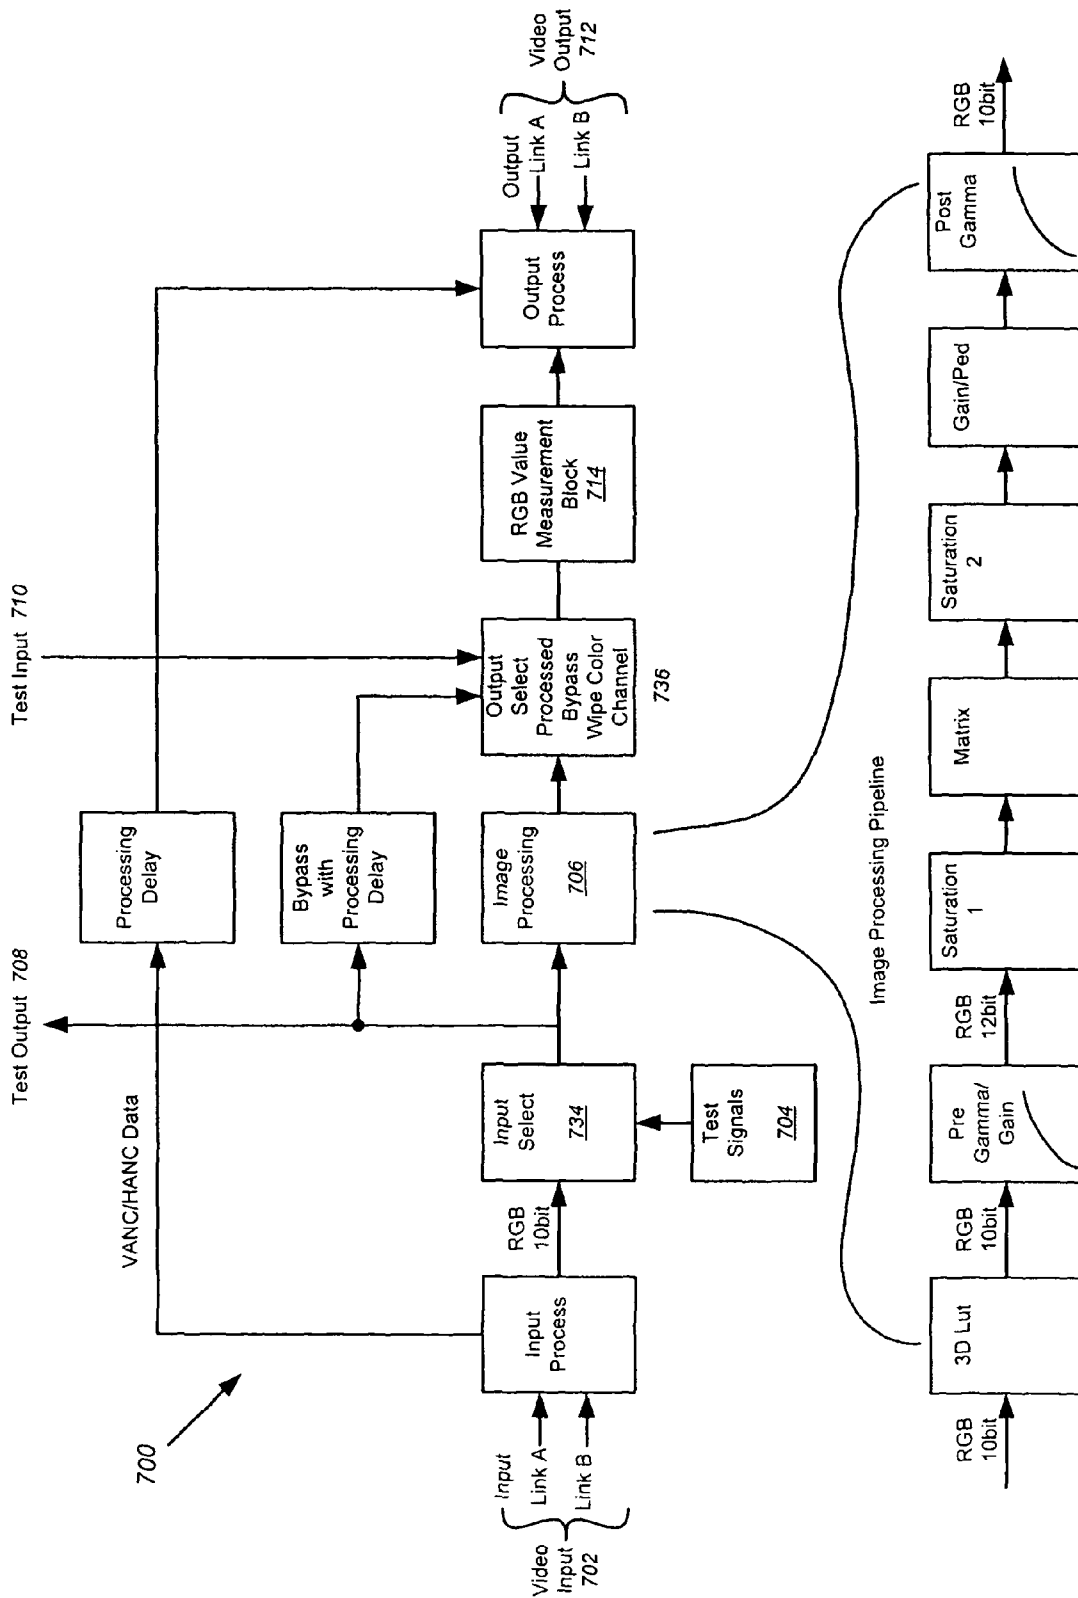 700
Video
Input
702
Input
Link A
Link B
Input
Process
VANC/HANC Data
RGB
10bit
Input
Select
734
Test
Signals
704
Test Output 708
Processing
Delay
Bypass
with
Processing
Delay
Image
Processing
706
Test Input 710
Output
Select
Processed
Bypass
Wipe Color
Channel
736
RGB Value
Measurement
Block
714
Output
Process
Output
Link A
Link B
Video
Output
712
Image Processing Pipeline
RGB
10bit
3D Lut
RGB
10bit
Pre
Gamma/
Gain
RGB
12bit
Saturation
1
Matrix
Saturation
2
Gain/Ped
Post
Gamma
RGB
10bit